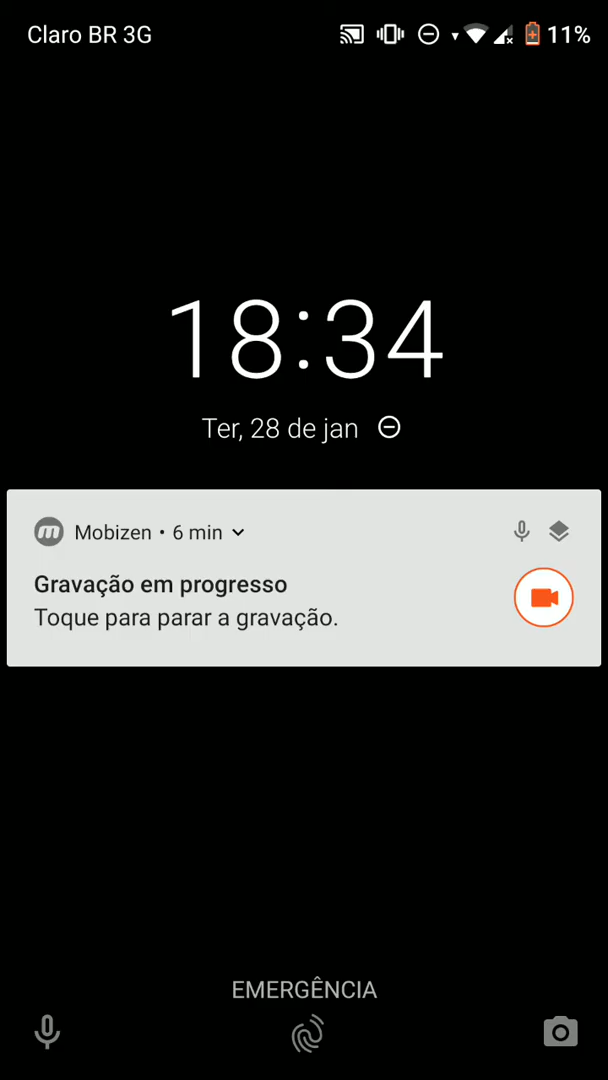 Claro BR 3G 11%
18:34
Ter, 28 de jan
Mobizen • 6 min
Gravação em progresso
Toque para parar a gravação.
EMERGÊNCIA